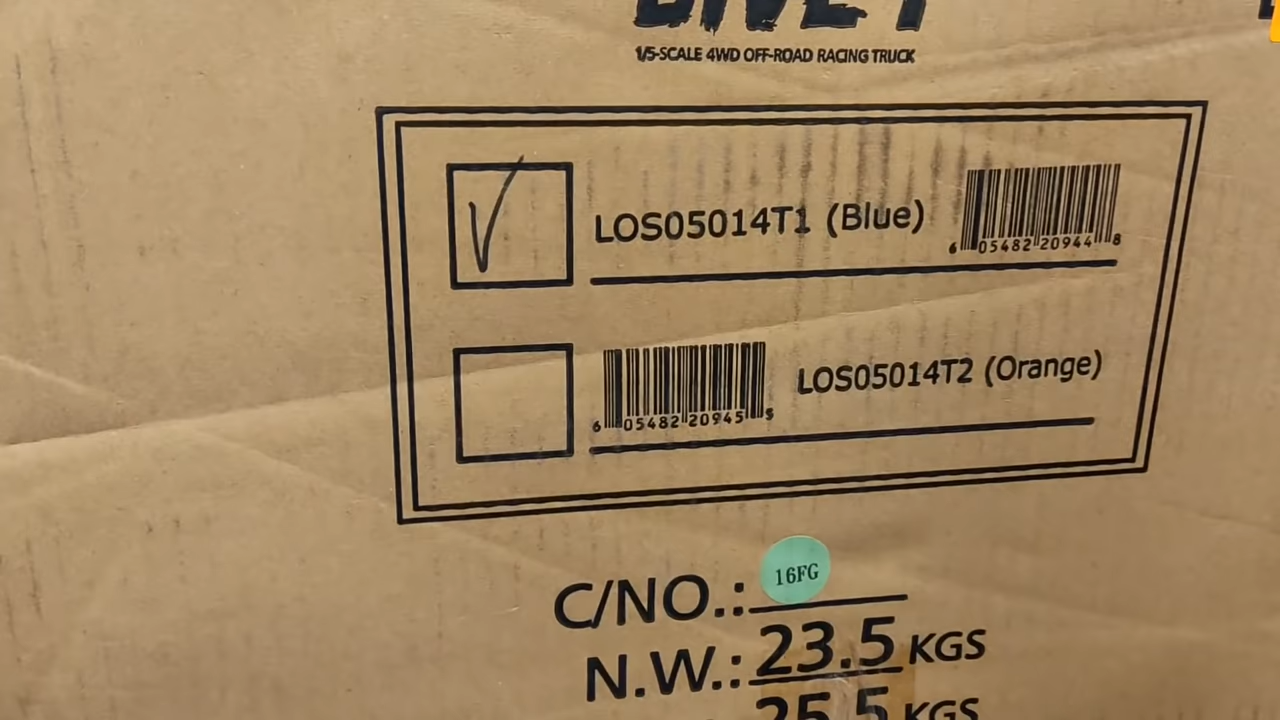 1/5-SCALE 4WD OFF-ROAD RACING TRUCK
LOS05014T1 (Blue)
6 05482 20944 8
6 05482 20945 5
LOS05014T2 (Orange)
C/NO.: 16FG
N.W.: 23.5 KGS
25.5 KGS